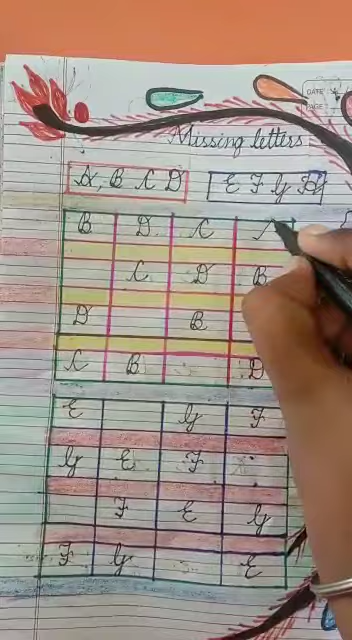 DATE:
PAGE:
Missing letters
A, B C D
E F G H
B D C A
C D B
D B
C B D
E G F
G E F
F E G
F G E